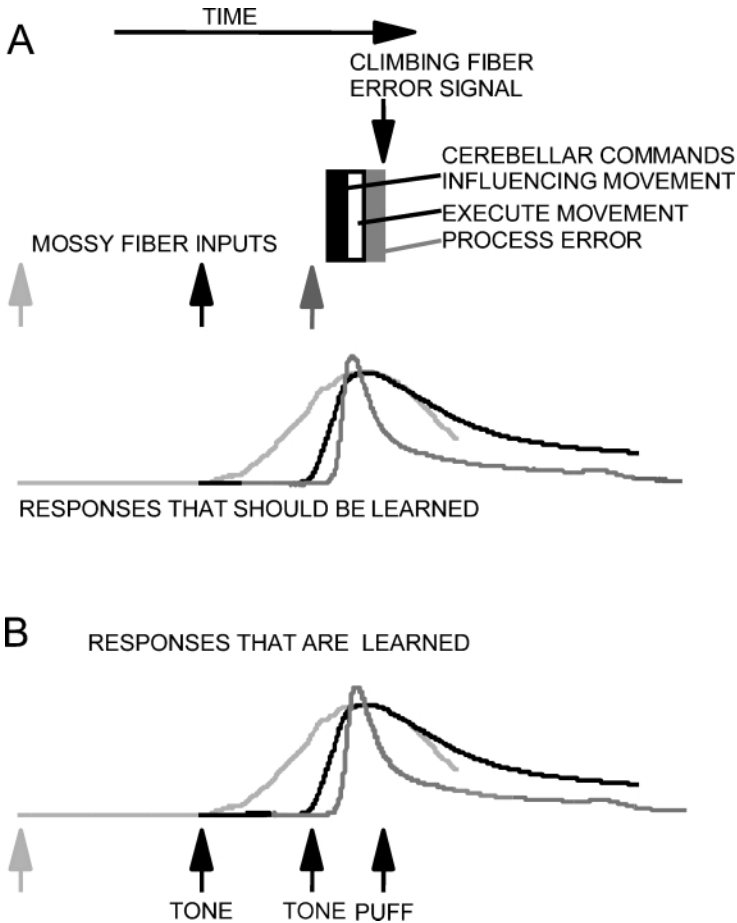 TIME
A
CLIMBING FIBER
ERROR SIGNAL
CEREBELLAR COMMANDS
INFLUENCING MOVEMENT
EXECUTE MOVEMENT
MOSSY FIBER INPUTS
PROCESS ERROR
RESPONSES THAT SHOULD BE LEARNED
B
RESPONSES THAT ARE LEARNED
TONE
TONE
PUFF